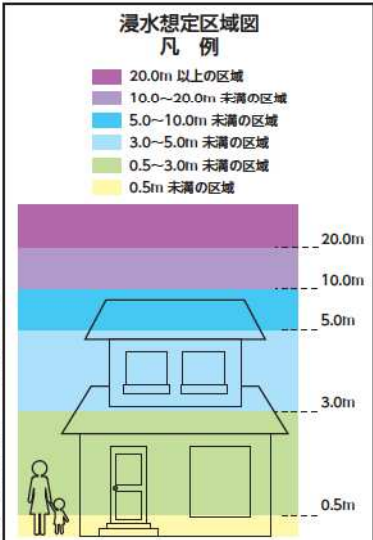 浸水想定区域図
凡 例
20.0m 以上の区域
10.0〜20.0m 未満の区域
5.0〜10.0m 未満の区域
3.0〜5.0m 未満の区域
0.5〜3.0m 未満の区域
0.5m 未満の区域
20.0m
10.0m
5.0m
3.0m
0.5m